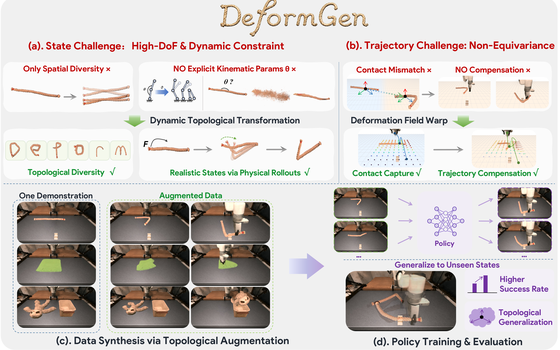 DeformGen
(a). State Challenge: High-DoF & Dynamic Constraint
(b). Trajectory Challenge: Non-Equivariance
Only Spatial Diversity ×
NO Explicit Kinematic Params θ ×
θ ?
Contact Mismatch ×
NO Compensation ×
Dynamic Topological Transformation
Deformation Field Warp
D e f o r m
F
Topological Diversity √
Realistic States via Physical Rollouts √
Contact Capture √
Trajectory Compensation √
One Demonstration
Augmented Data
Policy
...
...
Generalize to Unseen States
Higher
Success Rate
Topological
Generalization
(c). Data Synthesis via Topological Augmentation
(d). Policy Training & Evaluation